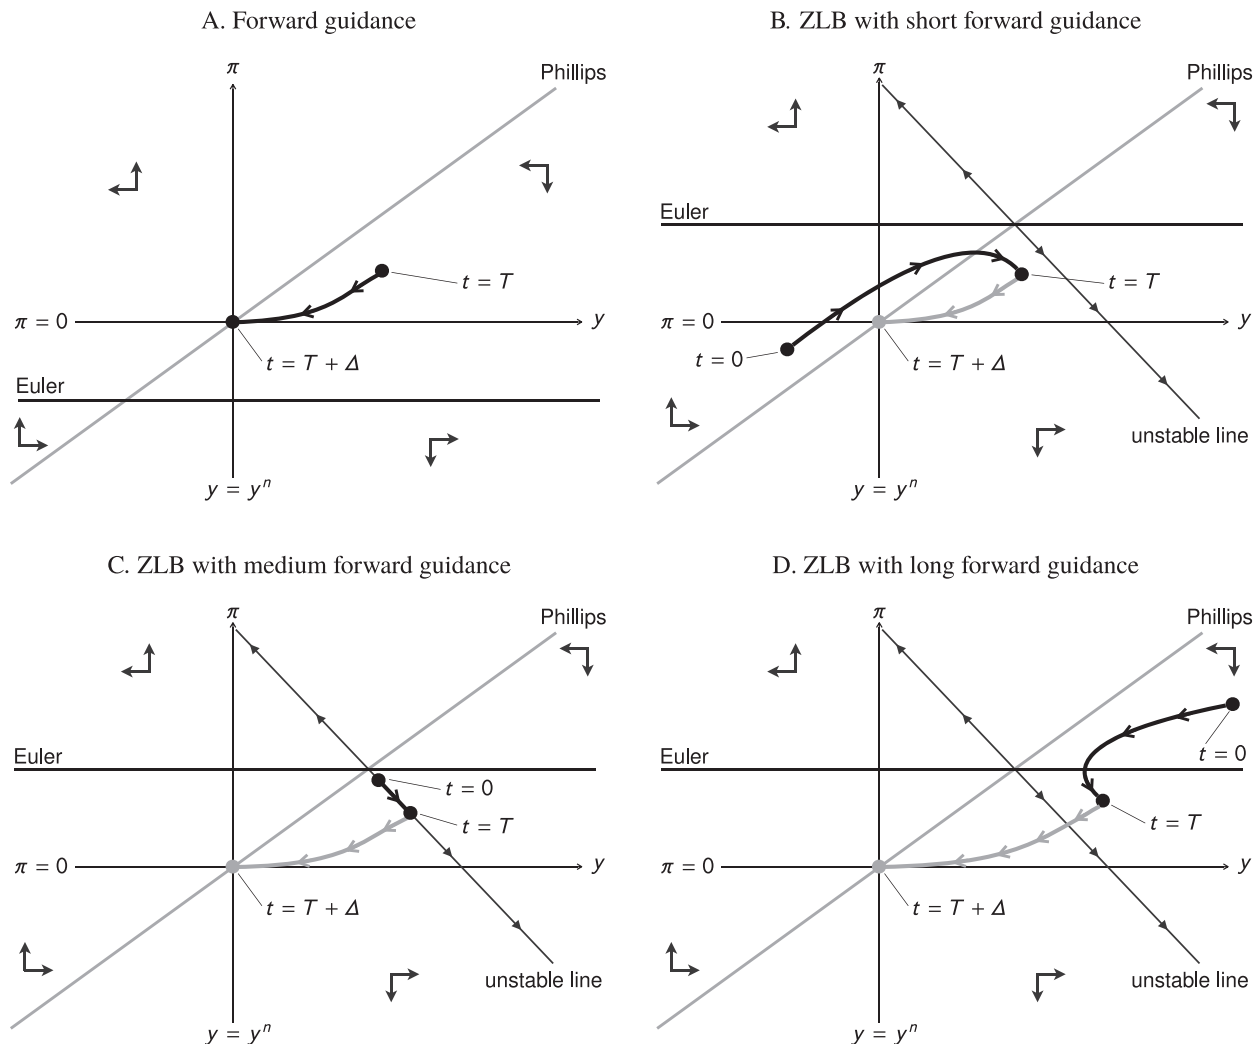 A. Forward guidance
π
Phillips
t = T
π = 0
y
t = T + Δ
Euler
y = yⁿ
B. ZLB with short forward guidance
π
Phillips
Euler
t = T
π = 0
y
t = 0
t = T + Δ
unstable line
y = yⁿ
C. ZLB with medium forward guidance
π
Phillips
Euler
t = 0
t = T
π = 0
y
t = T + Δ
unstable line
y = yⁿ
D. ZLB with long forward guidance
π
Phillips
Euler
t = 0
t = T
π = 0
y
t = T + Δ
unstable line
y = yⁿ